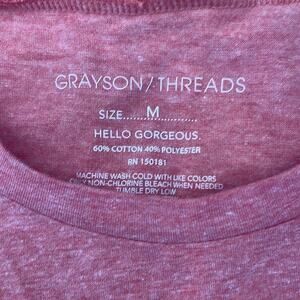 GRAYSON/THREADS
SIZE..........M............
HELLO GORGEOUS.
60% COTTON 40% POLYESTER
RN 150181
MACHINE WASH COLD WITH LIKE COLORS
ONLY NON-CHLORINE BLEACH WHEN NEEDED
TUMBLE DRY LOW